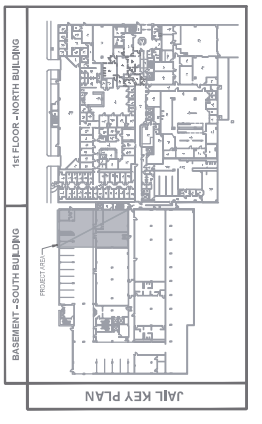 1st FLOOR - NORTH BUILDING
BASEMENT - SOUTH BUILDING
PROJECT AREA
JAIL KEY PLAN